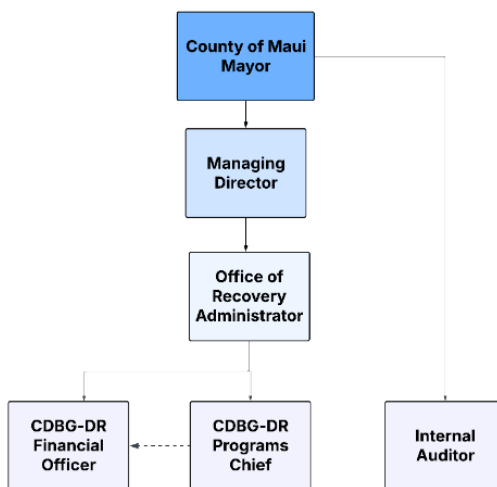 County of Maui
Mayor
Managing
Director
Office of
Recovery
Administrator
CDBG-DR
Financial
Officer
CDBG-DR
Programs
Chief
Internal
Auditor